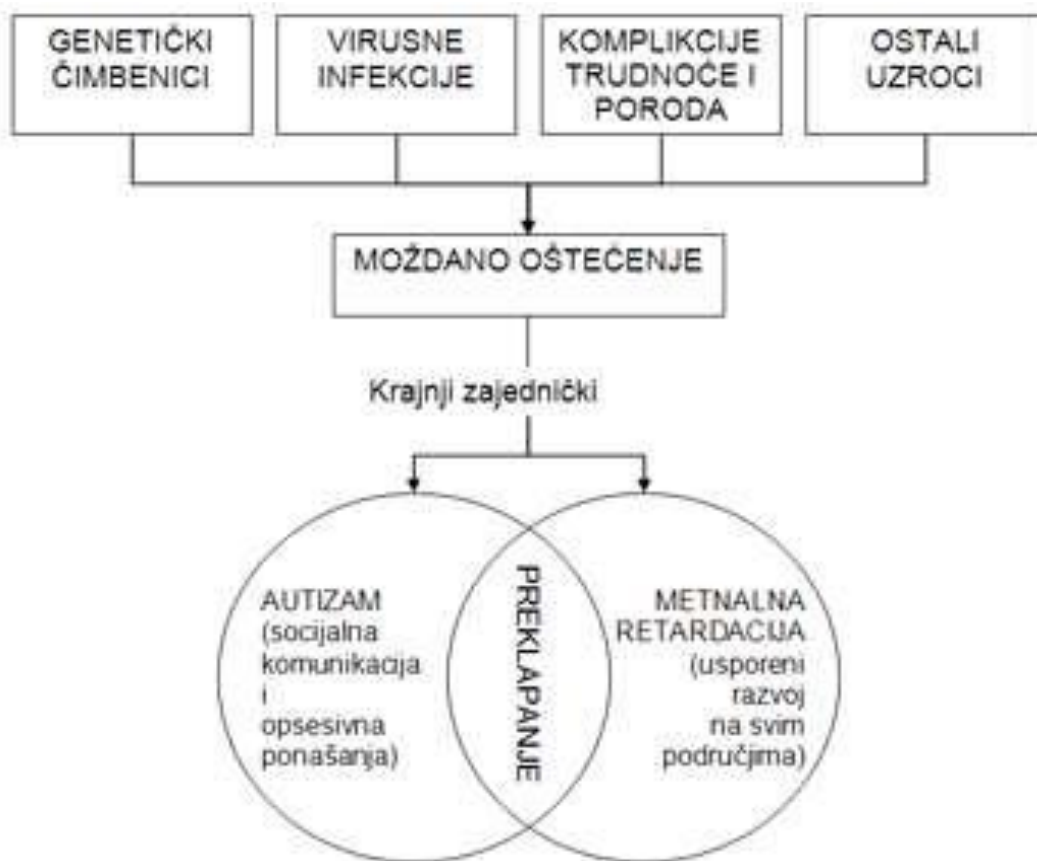 GENETIČKI
ČIMBENICI
VIRUSNE
INFEKCIJE
KOMPLIKCIJE
TRUDNOĆE I
PORODA
OSTALI
UZROCI
MOŽDANO OŠTEĆENJE
Krajnji zajednički
AUTIZAM
(socijalna
komunikacija
i
opsesivna
ponašanja)
PREKLAPANJE
METNALNA
RETARDACIJA
(usporeni
razvoj
na svim
područjima)